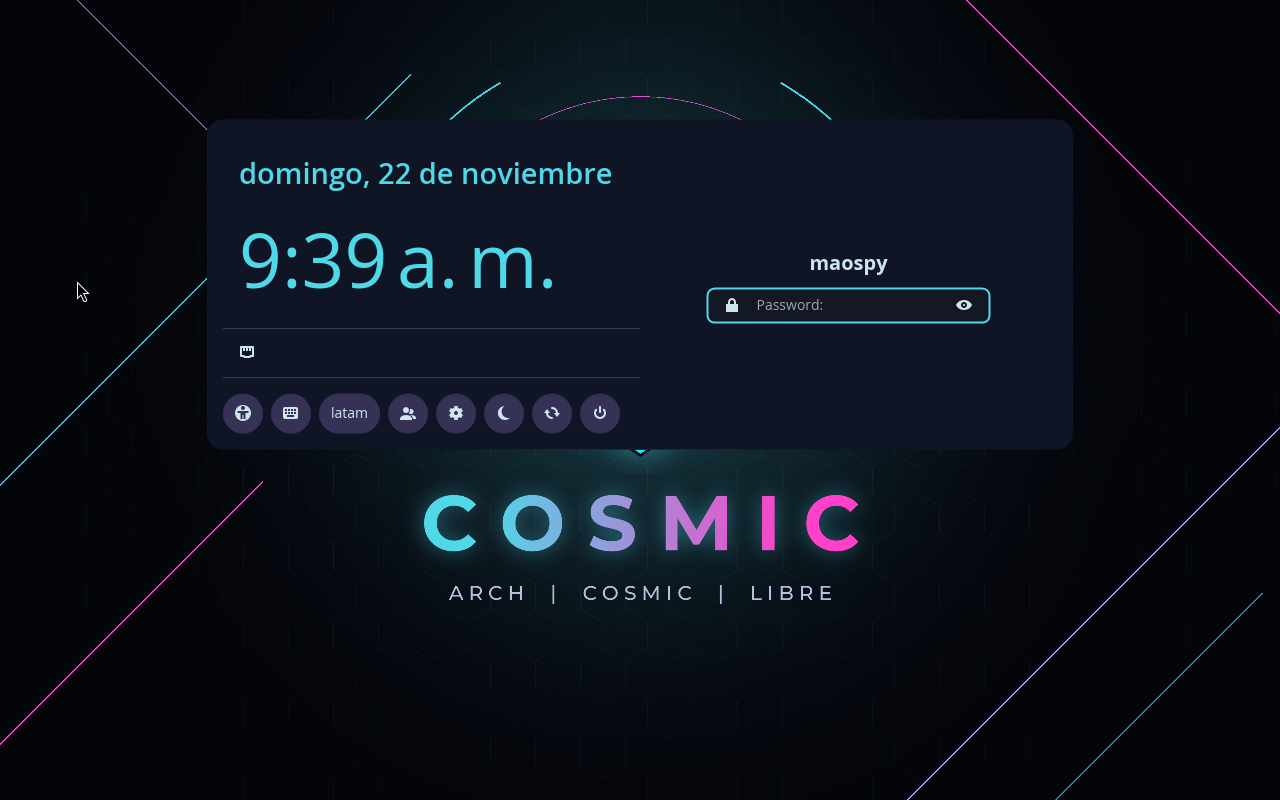 domingo, 22 de noviembre
9:39 a. m.
maospy
Password:
latam
COSMIC
ARCH | COSMIC | LIBRE